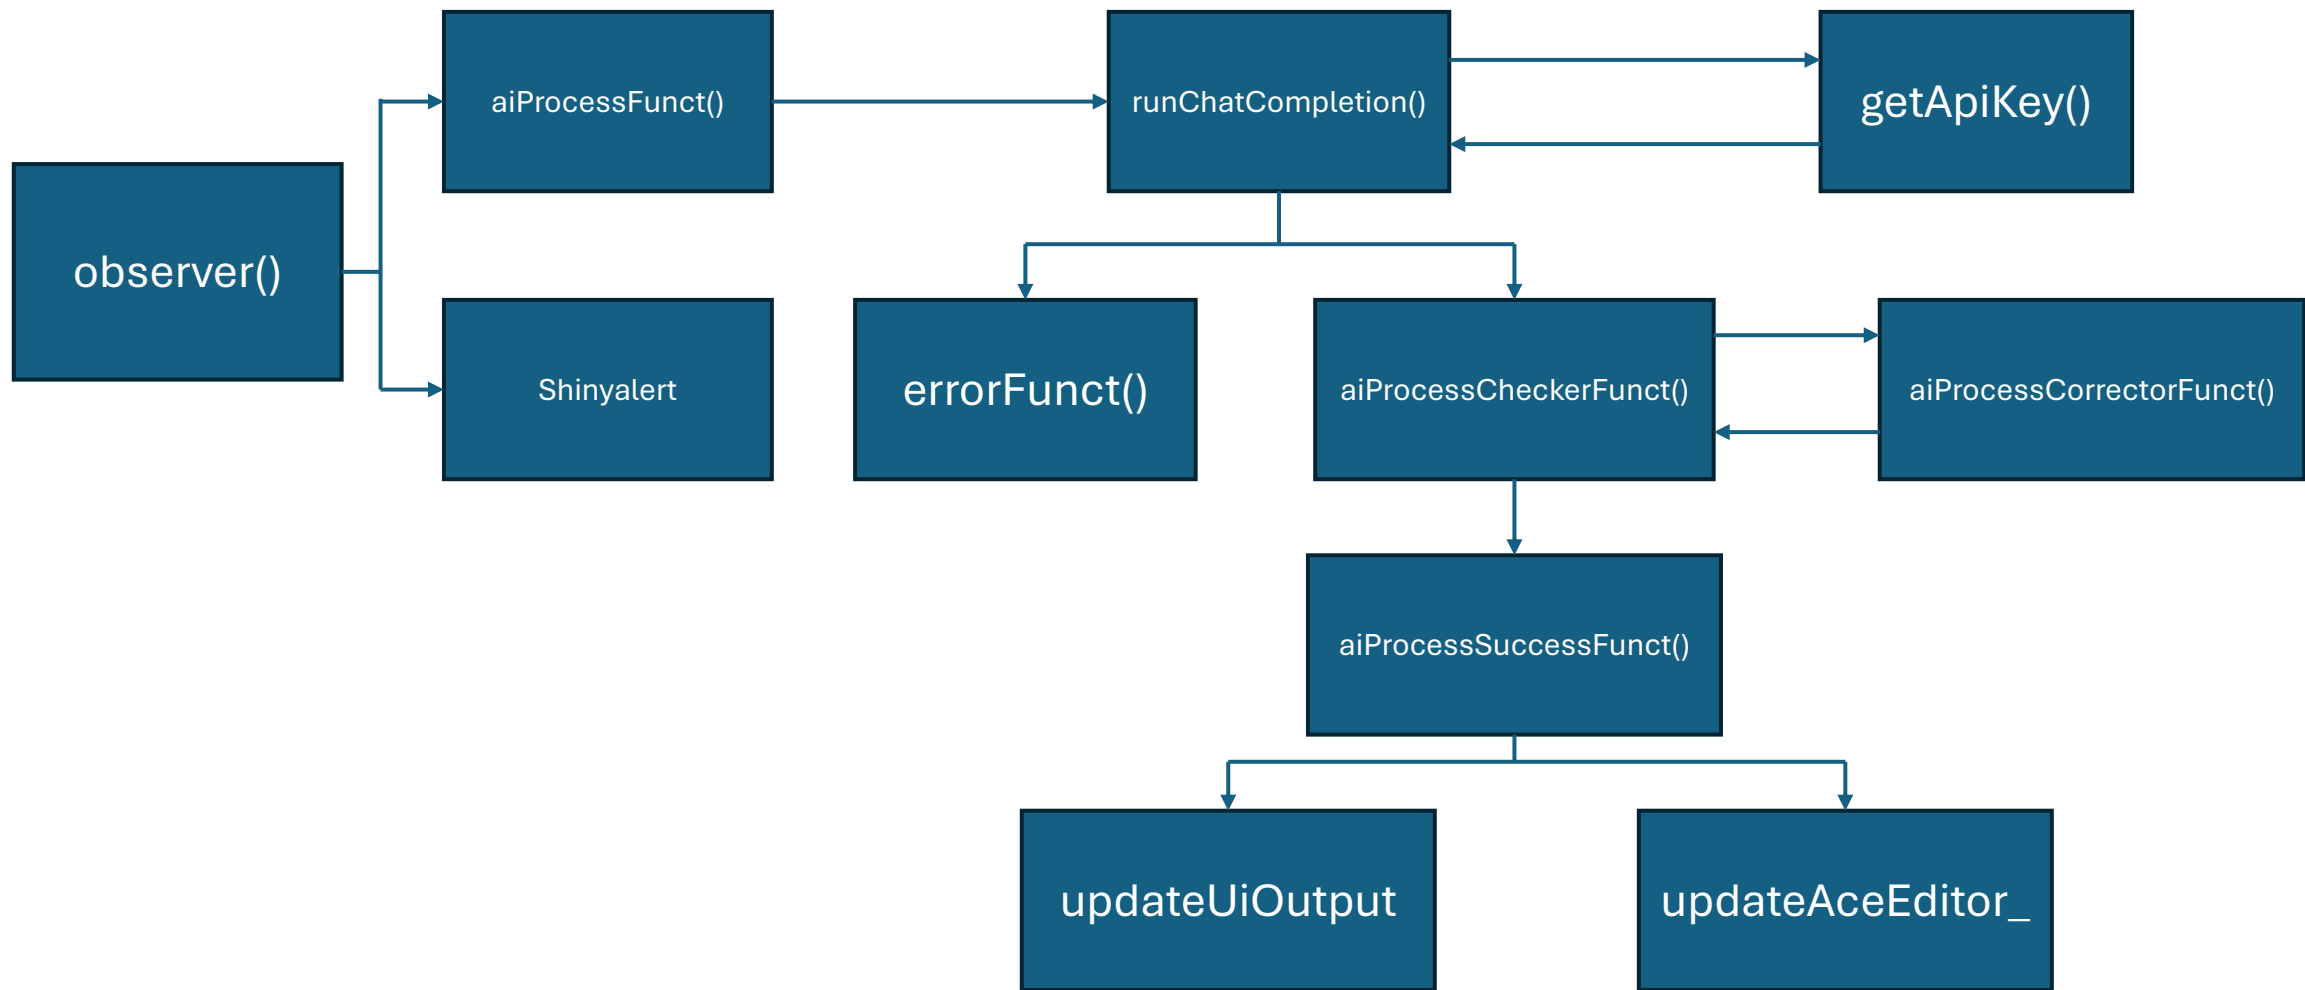 aiProcessFunct()
runChatCompletion()
getApiKey()
observer()
Shinyalert
errorFunct()
aiProcessCheckerFunct()
aiProcessCorrectorFunct()
aiProcessSuccessFunct()
updateUiOutput
updateAceEditor_